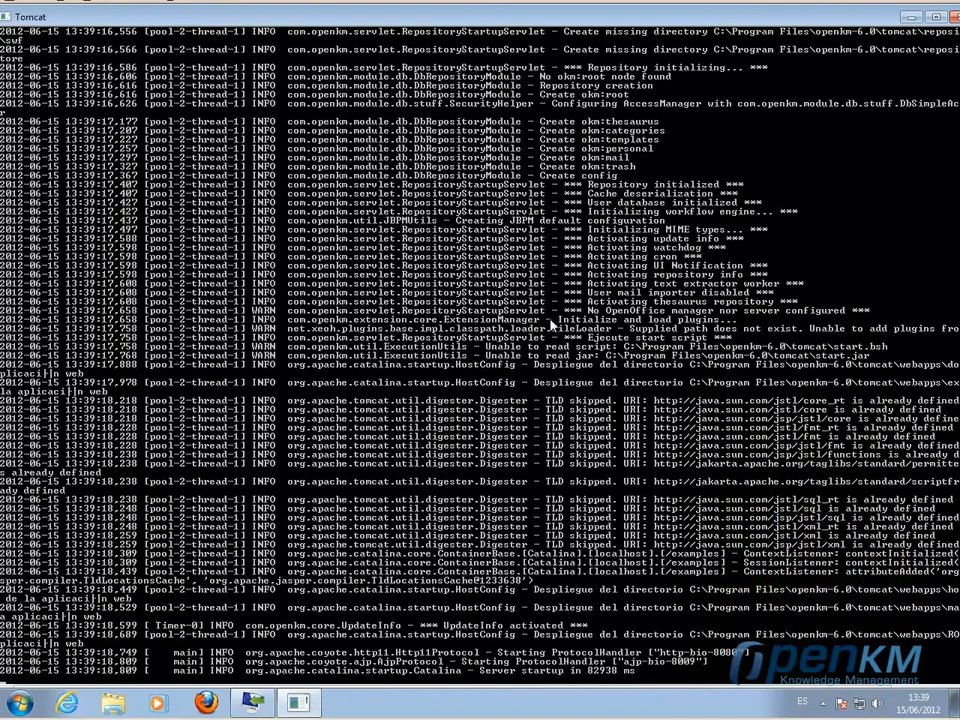 Tomcat
2012-06-15 13:39:16,556 [pool-2-thread-1] INFO  com.openkm.servlet.RepositoryStartupServlet - Create missing directory C:\Program Files\openkm-6.0\tomcat\reposi
\swf
2012-06-15 13:39:16,566 [pool-2-thread-1] INFO  com.openkm.servlet.RepositoryStartupServlet - Create missing directory C:\Program Files\openkm-6.0\tomcat\reposi
tore
2012-06-15 13:39:16,586 [pool-2-thread-1] INFO  com.openkm.servlet.RepositoryStartupServlet - *** Repository initializing... ***
2012-06-15 13:39:16,606 [pool-2-thread-1] INFO  com.openkm.module.db.DbRepositoryModule - No okm:root node found
2012-06-15 13:39:16,616 [pool-2-thread-1] INFO  com.openkm.module.db.DbRepositoryModule - Repository creation
2012-06-15 13:39:16,616 [pool-2-thread-1] INFO  com.openkm.module.db.DbRepositoryModule - Create okm:root
2012-06-15 13:39:16,626 [pool-2-thread-1] INFO  com.openkm.module.db.stuff.SecurityHelper - Configuring AccessManager with com.openkm.module.db.stuff.DbSimpleAc
r
2012-06-15 13:39:17,177 [pool-2-thread-1] INFO  com.openkm.module.db.DbRepositoryModule - Create okm:thesaurus
2012-06-15 13:39:17,207 [pool-2-thread-1] INFO  com.openkm.module.db.DbRepositoryModule - Create okm:categories
2012-06-15 13:39:17,227 [pool-2-thread-1] INFO  com.openkm.module.db.DbRepositoryModule - Create okm:templates
2012-06-15 13:39:17,257 [pool-2-thread-1] INFO  com.openkm.module.db.DbRepositoryModule - Create okm:personal
2012-06-15 13:39:17,297 [pool-2-thread-1] INFO  com.openkm.module.db.DbRepositoryModule - Create okm:mail
2012-06-15 13:39:17,327 [pool-2-thread-1] INFO  com.openkm.module.db.DbRepositoryModule - Create okm:trash
2012-06-15 13:39:17,367 [pool-2-thread-1] INFO  com.openkm.module.db.DbRepositoryModule - Create config
2012-06-15 13:39:17,407 [pool-2-thread-1] INFO  com.openkm.servlet.RepositoryStartupServlet - *** Repository initialized ***
2012-06-15 13:39:17,407 [pool-2-thread-1] INFO  com.openkm.servlet.RepositoryStartupServlet - *** Cache deserialization ***
2012-06-15 13:39:17,427 [pool-2-thread-1] INFO  com.openkm.servlet.RepositoryStartupServlet - *** User database initialized ***
2012-06-15 13:39:17,427 [pool-2-thread-1] INFO  com.openkm.servlet.RepositoryStartupServlet - *** Initializing workflow engine... ***
2012-06-15 13:39:17,437 [pool-2-thread-1] INFO  com.openkm.util.JBPMUtils - Creating JBPM default configuration
2012-06-15 13:39:17,497 [pool-2-thread-1] INFO  com.openkm.servlet.RepositoryStartupServlet - *** Initializing MIME types... ***
2012-06-15 13:39:17,588 [pool-2-thread-1] INFO  com.openkm.servlet.RepositoryStartupServlet - *** Activating update info ***
2012-06-15 13:39:17,598 [pool-2-thread-1] INFO  com.openkm.servlet.RepositoryStartupServlet - *** Activating watchdog ***
2012-06-15 13:39:17,598 [pool-2-thread-1] INFO  com.openkm.servlet.RepositoryStartupServlet - *** Activating cron ***
2012-06-15 13:39:17,598 [pool-2-thread-1] INFO  com.openkm.servlet.RepositoryStartupServlet - *** Activating UI Notification ***
2012-06-15 13:39:17,598 [pool-2-thread-1] INFO  com.openkm.servlet.RepositoryStartupServlet - *** Activating repository info ***
2012-06-15 13:39:17,608 [pool-2-thread-1] INFO  com.openkm.servlet.RepositoryStartupServlet - *** Activating text extractor worker ***
2012-06-15 13:39:17,608 [pool-2-thread-1] INFO  com.openkm.servlet.RepositoryStartupServlet - *** User mail importer disabled ***
2012-06-15 13:39:17,608 [pool-2-thread-1] INFO  com.openkm.servlet.RepositoryStartupServlet - *** Activating thesaurus repository ***
2012-06-15 13:39:17,658 [pool-2-thread-1] WARN  com.openkm.servlet.RepositoryStartupServlet - *** No OpenOffice manager nor server configured ***
2012-06-15 13:39:17,658 [pool-2-thread-1] INFO  com.openkm.extension.core.ExtensionManager - Initialize and load plugins...
2012-06-15 13:39:17,758 [pool-2-thread-1] WARN  net.xeoh.plugins.base.impl.classpath.loader.FileLoader - Supplied path does not exist. Unable to add plugins fro
2012-06-15 13:39:17,758 [pool-2-thread-1] INFO  com.openkm.servlet.RepositoryStartupServlet - *** Ejecute start script ***
2012-06-15 13:39:17,758 [pool-2-thread-1] WARN  com.openkm.util.ExecutionUtils - Unable to read script: C:\Program Files\openkm-6.0\tomcat\start.bsh
2012-06-15 13:39:17,768 [pool-2-thread-1] WARN  com.openkm.util.ExecutionUtils - Unable to read jar: C:\Program Files\openkm-6.0\tomcat\start.jar
2012-06-15 13:39:17,888 [pool-2-thread-1] INFO  org.apache.catalina.startup.HostConfig - Despliegue del directorio C:\Program Files\openkm-6.0\tomcat\webapps\do
plicaci├│n web
2012-06-15 13:39:17,978 [pool-2-thread-1] INFO  org.apache.catalina.startup.HostConfig - Despliegue del directorio C:\Program Files\openkm-6.0\tomcat\webapps\ex
la aplicaci├│n web
2012-06-15 13:39:18,218 [pool-2-thread-1] INFO  org.apache.tomcat.util.digester.Digester - TLD skipped. URI: http://java.sun.com/jstl/core_rt is already defined
2012-06-15 13:39:18,218 [pool-2-thread-1] INFO  org.apache.tomcat.util.digester.Digester - TLD skipped. URI: http://java.sun.com/jstl/core is already defined
2012-06-15 13:39:18,218 [pool-2-thread-1] INFO  org.apache.tomcat.util.digester.Digester - TLD skipped. URI: http://java.sun.com/jsp/jstl/core is already define
2012-06-15 13:39:18,228 [pool-2-thread-1] INFO  org.apache.tomcat.util.digester.Digester - TLD skipped. URI: http://java.sun.com/jstl/fmt_rt is already defined
2012-06-15 13:39:18,228 [pool-2-thread-1] INFO  org.apache.tomcat.util.digester.Digester - TLD skipped. URI: http://java.sun.com/jstl/fmt is already defined
2012-06-15 13:39:18,228 [pool-2-thread-1] INFO  org.apache.tomcat.util.digester.Digester - TLD skipped. URI: http://java.sun.com/jsp/jstl/fmt is already defined
2012-06-15 13:39:18,238 [pool-2-thread-1] INFO  org.apache.tomcat.util.digester.Digester - TLD skipped. URI: http://java.sun.com/jsp/jstl/functions is already d
2012-06-15 13:39:18,238 [pool-2-thread-1] INFO  org.apache.tomcat.util.digester.Digester - TLD skipped. URI: http://jakarta.apache.org/taglibs/standard/permitte
s already defined
2012-06-15 13:39:18,238 [pool-2-thread-1] INFO  org.apache.tomcat.util.digester.Digester - TLD skipped. URI: http://jakarta.apache.org/taglibs/standard/scriptfr
ady defined
2012-06-15 13:39:18,238 [pool-2-thread-1] INFO  org.apache.tomcat.util.digester.Digester - TLD skipped. URI: http://java.sun.com/jstl/sql_rt is already defined
2012-06-15 13:39:18,248 [pool-2-thread-1] INFO  org.apache.tomcat.util.digester.Digester - TLD skipped. URI: http://java.sun.com/jstl/sql is already defined
2012-06-15 13:39:18,248 [pool-2-thread-1] INFO  org.apache.tomcat.util.digester.Digester - TLD skipped. URI: http://java.sun.com/jsp/jstl/sql is already defined
2012-06-15 13:39:18,248 [pool-2-thread-1] INFO  org.apache.tomcat.util.digester.Digester - TLD skipped. URI: http://java.sun.com/jstl/xml_rt is already defined
2012-06-15 13:39:18,259 [pool-2-thread-1] INFO  org.apache.tomcat.util.digester.Digester - TLD skipped. URI: http://java.sun.com/jstl/xml is already defined
2012-06-15 13:39:18,259 [pool-2-thread-1] INFO  org.apache.tomcat.util.digester.Digester - TLD skipped. URI: http://java.sun.com/jsp/jstl/xml is already defined
2012-06-15 13:39:18,309 [pool-2-thread-1] INFO  org.apache.catalina.core.ContainerBase.[Catalina].[localhost].[/examples] - ContextListener: contextInitialized(
2012-06-15 13:39:18,309 [pool-2-thread-1] INFO  org.apache.catalina.core.ContainerBase.[Catalina].[localhost].[/examples] - SessionListener: contextInitialized(
2012-06-15 13:39:18,439 [pool-2-thread-1] INFO  org.apache.catalina.core.ContainerBase.[Catalina].[localhost].[/examples] - ContextListener: attributeAdded('org
sper.compiler.TldLocationsCache', 'org.apache.jasper.compiler.TldLocationsCache@1233638')
2012-06-15 13:39:18,449 [pool-2-thread-1] INFO  org.apache.catalina.startup.HostConfig - Despliegue del directorio C:\Program Files\openkm-6.0\tomcat\webapps\ho
de la aplicaci├│n web
2012-06-15 13:39:18,529 [pool-2-thread-1] INFO  org.apache.catalina.startup.HostConfig - Despliegue del directorio C:\Program Files\openkm-6.0\tomcat\webapps\ma
a aplicaci├│n web
2012-06-15 13:39:18,599 [ Timer-0] INFO  com.openkm.core.UpdateInfo - *** UpdateInfo activated ***
2012-06-15 13:39:18,689 [pool-2-thread-1] INFO  org.apache.catalina.startup.HostConfig - Despliegue del directorio C:\Program Files\openkm-6.0\tomcat\webapps\RO
plicaci├│n web
2012-06-15 13:39:18,749 [     main] INFO  org.apache.coyote.http11.Http11Protocol - Starting ProtocolHandler ["http-bio-8080"]
2012-06-15 13:39:18,809 [     main] INFO  org.apache.coyote.ajp.AjpProtocol - Starting ProtocolHandler ["ajp-bio-8009"]
2012-06-15 13:39:18,809 [     main] INFO  org.apache.catalina.startup.Catalina - Server startup in 82938 ms
OpenKM
Knowledge Management
ES
13:39
15/06/2012